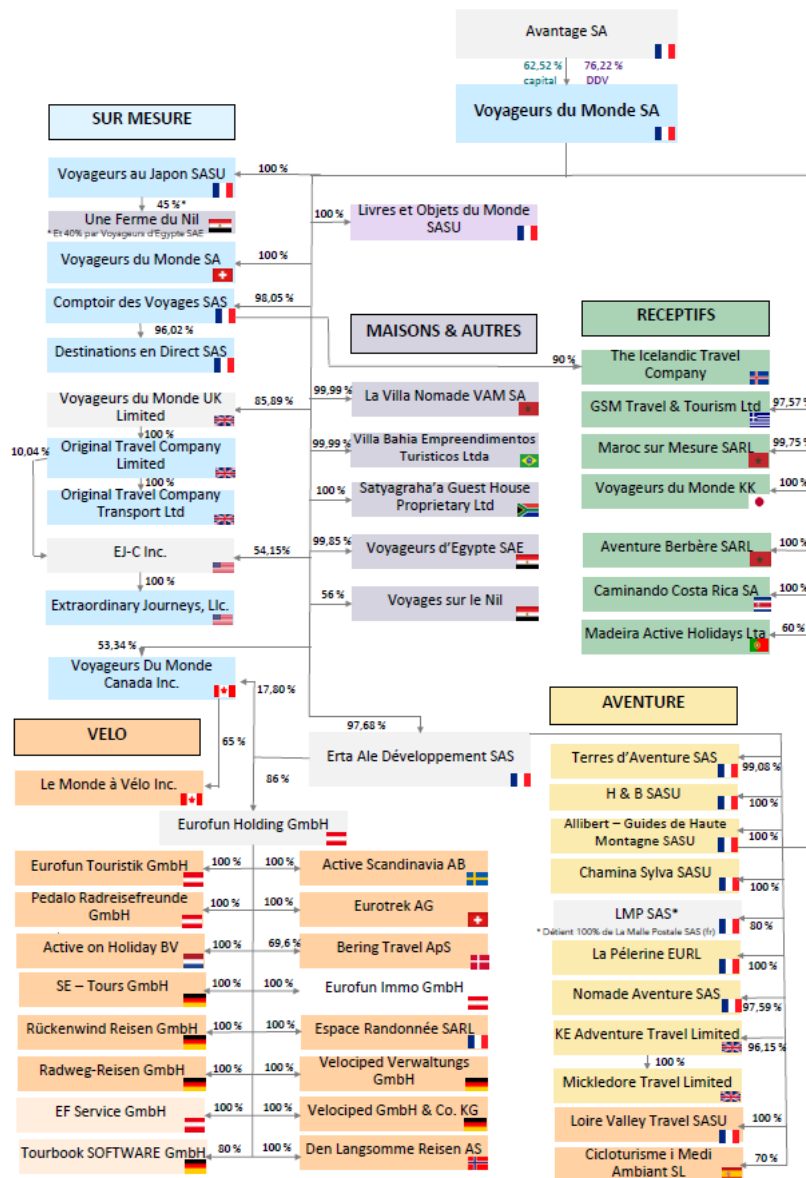 Avantage SA
62,52 %
capital
76,22 %
DDV
Voyageurs du Monde SA
SUR MESURE
Voyageurs au Japon SASU
100 %
45 %*
Une Ferme du Nil
* Et 40% par Voyageurs d'Egypte SAE
Voyageurs du Monde SA
100 %
Comptoir des Voyages SAS
98,05 %
96,02 %
Destinations en Direct SAS
Voyageurs du Monde UK
Limited
85,89 %
100 %
10,04 %
Original Travel Company
Limited
100 %
Original Travel Company
Transport Ltd
EJ-C Inc.
54,15%
100 %
Extraordinary Journeys, Llc.
53,34 %
Voyageurs Du Monde
Canada Inc.
17,80 %
100 %
Livres et Objets du Monde
SASU
MAISONS & AUTRES
99,99 %
La Villa Nomade VAM SA
99,99 %
Villa Bahia Empreendimentos
Turisticos Ltda
100 %
Satyagraha'a Guest House
Proprietary Ltd
99,85 %
Voyageurs d'Egypte SAE
56 %
Voyages sur le Nil
RECEPTIFS
90 %
The Icelandic Travel
Company
GSM Travel & Tourism Ltd
97,57 %
Maroc sur Mesure SARL
99,75 %
Voyageurs du Monde KK
100 %
Aventure Berbère SARL
100 %
Caminando Costa Rica SA
100 %
Madeira Active Holidays Lta
60 %
97,68 %
Erta Ale Développement SAS
VELO
65 %
Le Monde à Vélo Inc.
86 %
Eurofun Holding GmbH
Eurofun Touristik GmbH
100 %
100 %
Active Scandinavia AB
Pedalo Radreisefreunde
GmbH
100 %
100 %
Eurotrek AG
Active on Holiday BV
100 %
69,6 %
Bering Travel ApS
SE – Tours GmbH
100 %
100 %
Eurofun Immo GmbH
Rückenwind Reisen GmbH
100 %
100 %
Espace Randonnée SARL
Radweg-Reisen GmbH
100 %
100 %
Velociped Verwaltungs
GmbH
EF Service GmbH
100 %
100 %
Velociped GmbH & Co. KG
Tourbook SOFTWARE GmbH
80 %
100 %
Den Langsomme Reisen AS
AVENTURE
Terres d'Aventure SAS
99,08 %
H & B SASU
100 %
Allibert – Guides de Haute
Montagne SASU
100 %
Chamina Sylva SASU
100 %
LMP SAS*
* Détient 100% de La Malle Postale SAS (fr)
80 %
La Pélerine EURL
100 %
Nomade Aventure SAS
97,59 %
KE Adventure Travel Limited
96,15 %
100 %
Mickledore Travel Limited
Loire Valley Travel SASU
100 %
Cicloturisme i Medi
Ambiant SL
70 %